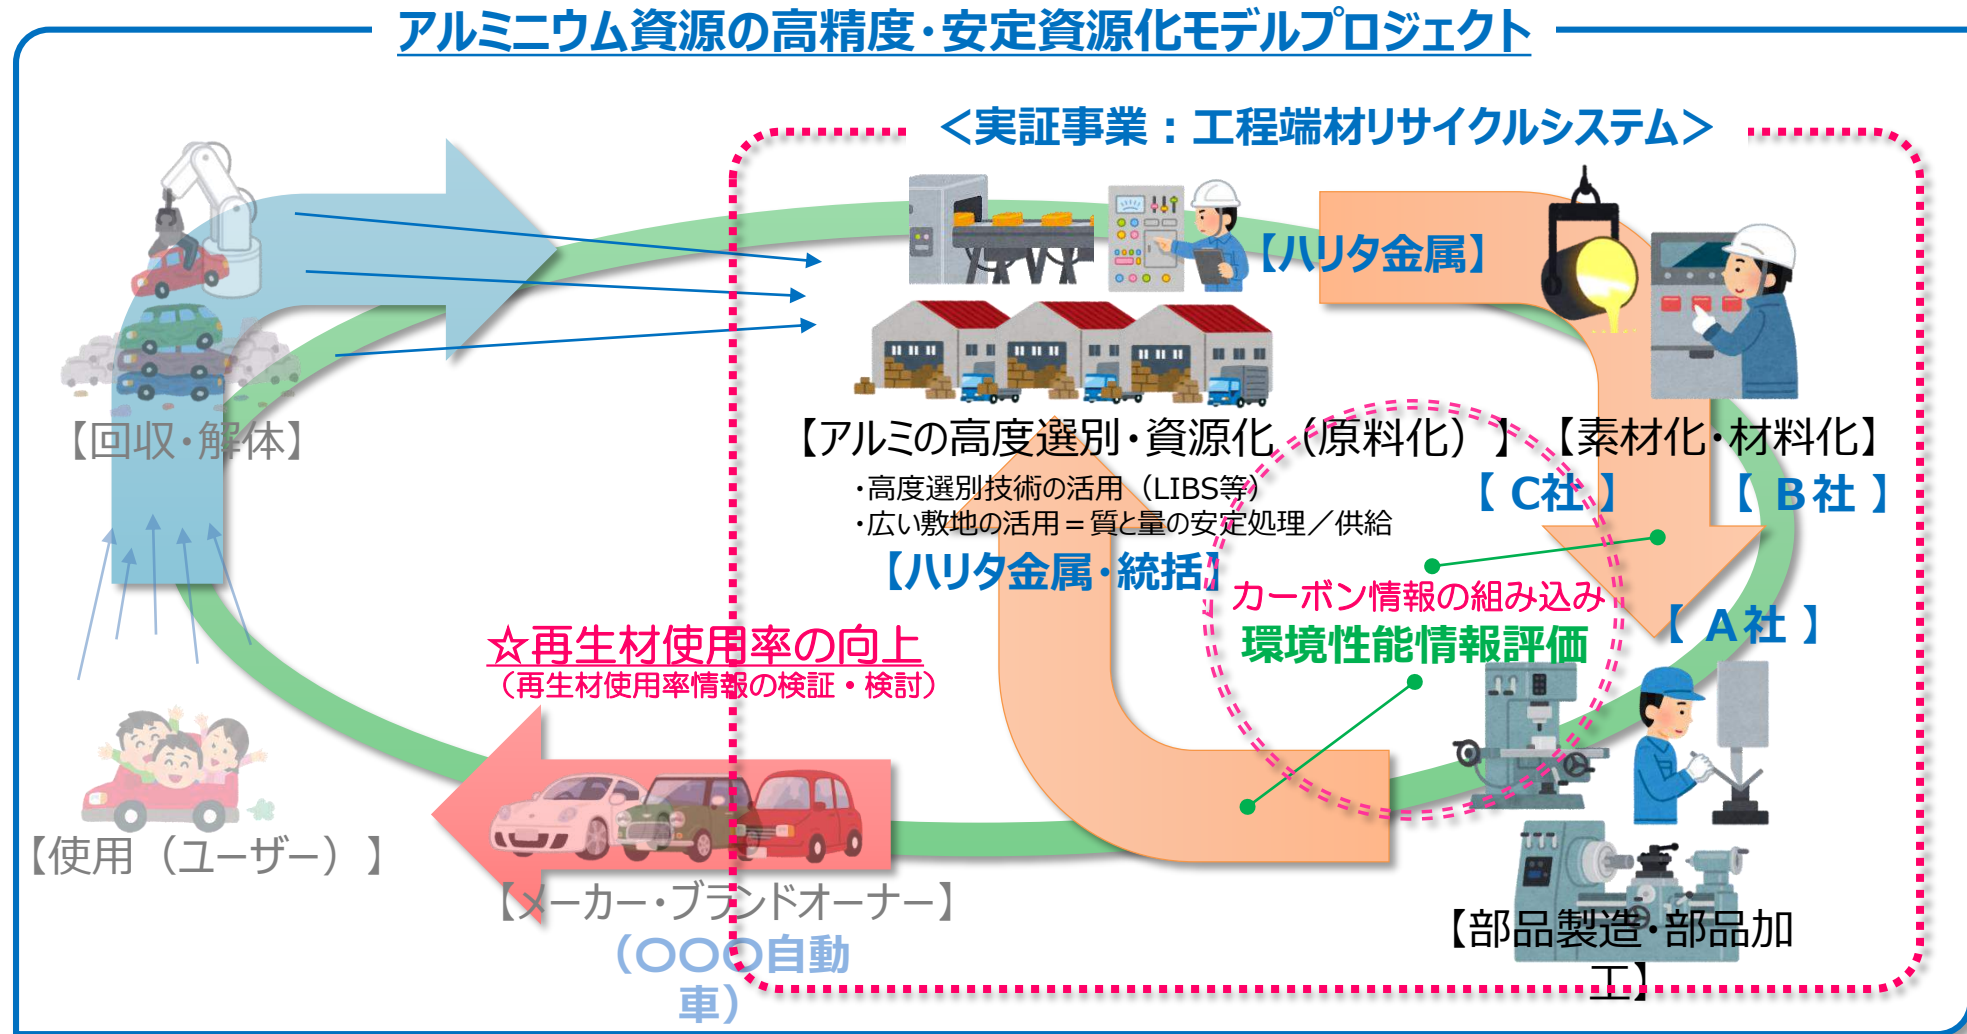 アルミニウム資源の高精度・安定資源化モデルプロジェクト
＜実証事業：工程端材リサイクルシステム＞
【ハリタ金属】
【回収・解体】
【アルミの高度選別・資源化（原料化）】
【素材化・材料化】
・高度選別技術の活用（LIBS等）
・広い敷地の活用＝質と量の安定処理／供給
【ハリタ金属・統括】
【 C社 】
【 B社 】
カーボン情報の組み込み
環境性能情報評価
【 A社 】
☆再生材使用率の向上
（再生材使用率情報の検証・検討）
【使用（ユーザー）】
【メーカー・ブランドオーナー】
（〇〇〇自動
車）
【部品製造・部品加
工】